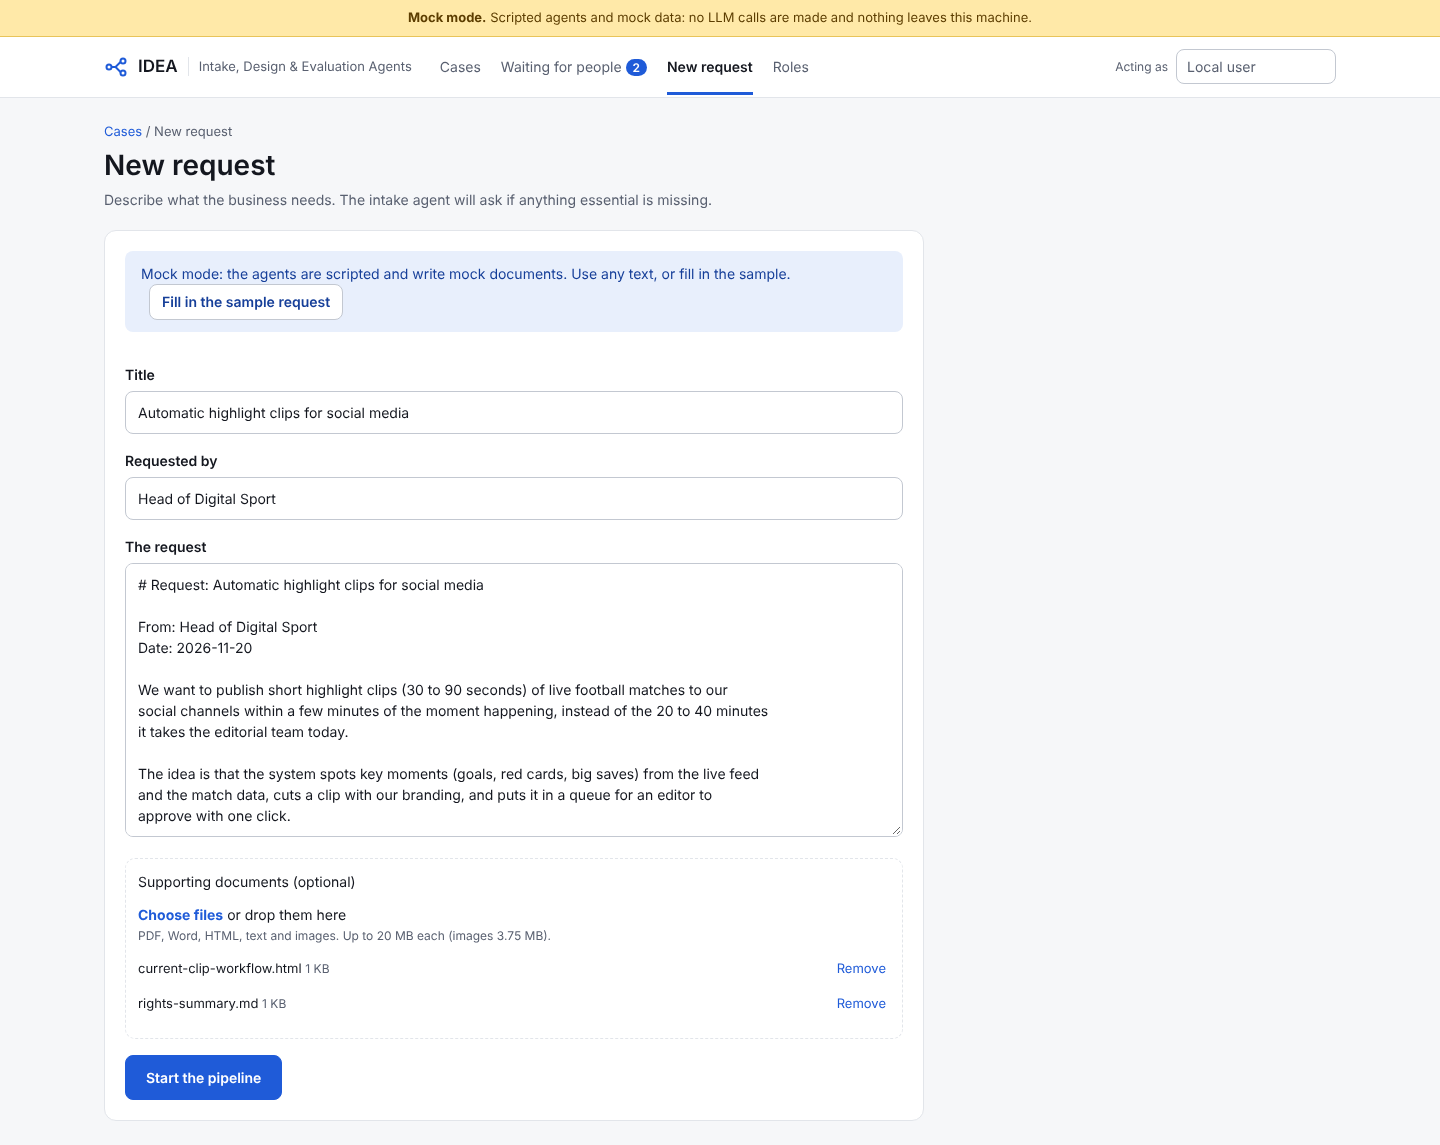 Mock mode. Scripted agents and mock data: no LLM calls are made and nothing leaves this machine.
IDEA
Intake, Design & Evaluation Agents
Cases
Waiting for people 2
New request
Roles
Acting as
Local user
Cases / New request
New request
Describe what the business needs. The intake agent will ask if anything essential is missing.
Mock mode: the agents are scripted and write mock documents. Use any text, or fill in the sample.
Fill in the sample request
Title
Automatic highlight clips for social media
Requested by
Head of Digital Sport
The request
# Request: Automatic highlight clips for social media
From: Head of Digital Sport
Date: 2026-11-20
We want to publish short highlight clips (30 to 90 seconds) of live football matches to our
social channels within a few minutes of the moment happening, instead of the 20 to 40 minutes
it takes the editorial team today.
The idea is that the system spots key moments (goals, red cards, big saves) from the live feed
and the match data, cuts a clip with our branding, and puts it in a queue for an editor to
approve with one click.
Supporting documents (optional)
Choose files or drop them here
PDF, Word, HTML, text and images. Up to 20 MB each (images 3.75 MB).
current-clip-workflow.html 1 KB
Remove
rights-summary.md 1 KB
Remove
Start the pipeline